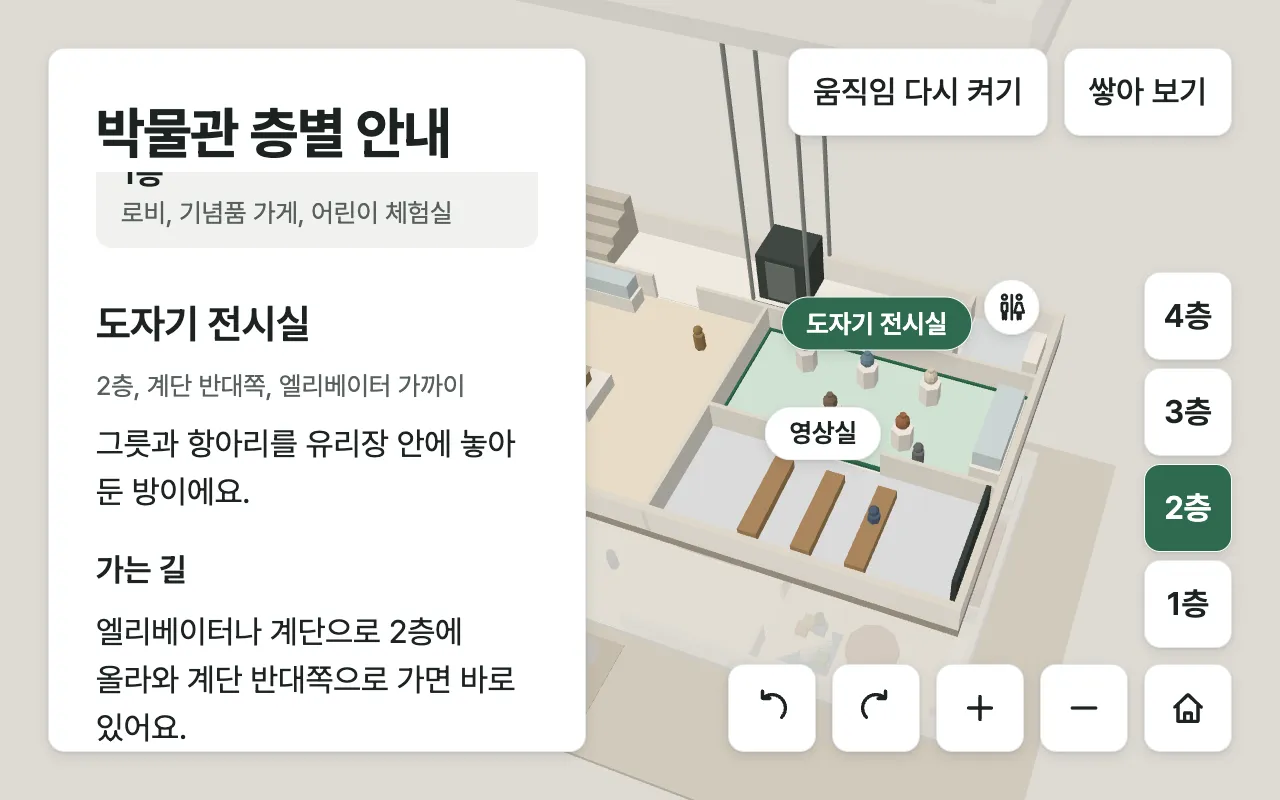 박물관 층별 안내
1층
로비, 기념품 가게, 어린이 체험실
도자기 전시실
2층, 계단 반대쪽, 엘리베이터 가까이
그릇과 항아리를 유리장 안에 놓아
둔 방이에요.
가는 길
엘리베이터나 계단으로 2층에
올라와 계단 반대쪽으로 가면 바로
있어요.
움직임 다시 켜기
쌓아 보기
도자기 전시실
영상실
4층
3층
2층
1층